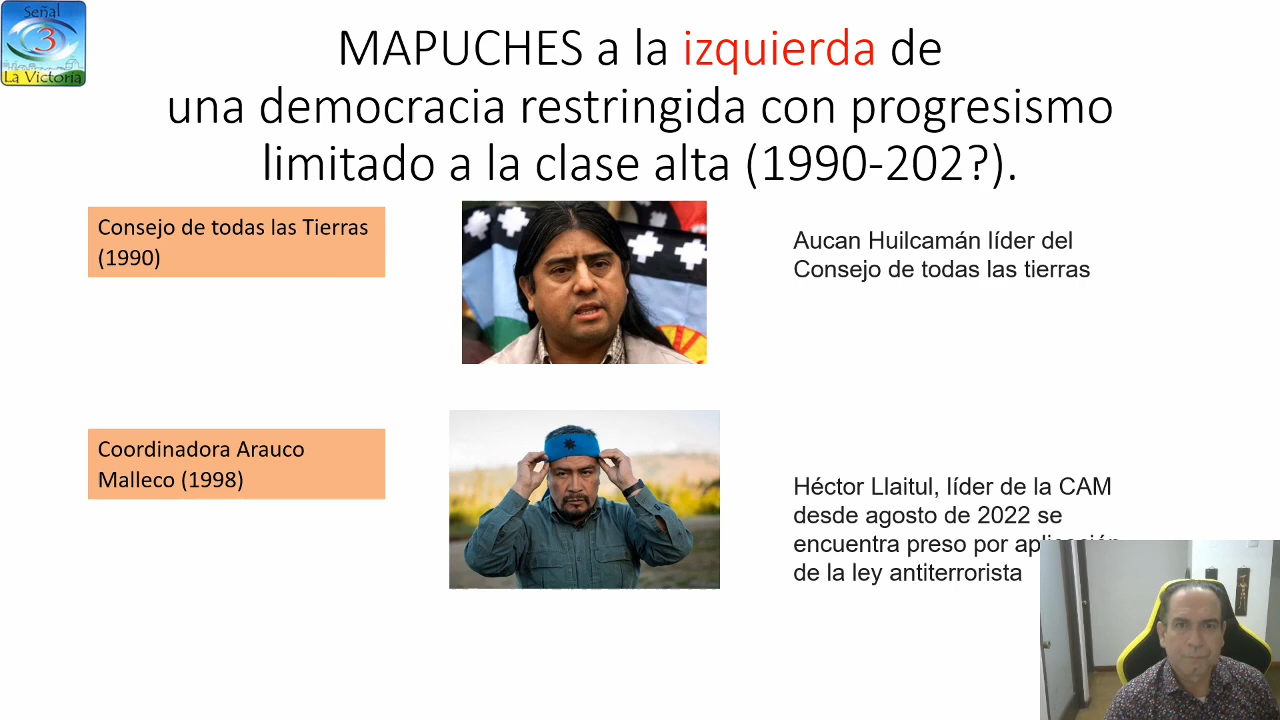 Señal
3
La Victoria
MAPUCHES a la izquierda de
una democracia restringida con progresismo
limitado a la clase alta (1990-202?).
Consejo de todas las Tierras
(1990)
Aucan Huilcamán líder del
Consejo de todas las tierras
Coordinadora Arauco
Malleco (1998)
Héctor Llaitul, líder de la CAM
desde agosto de 2022 se
encuentra preso por aplicación
de la ley antiterrorista